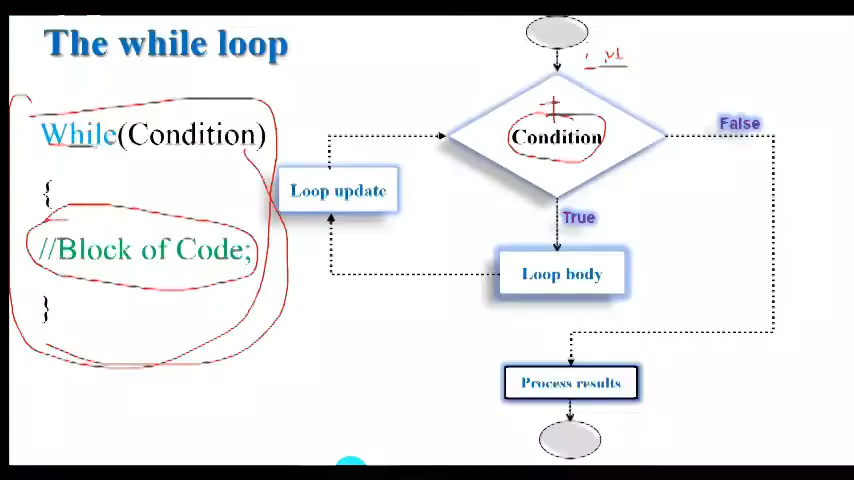 The while loop
While(Condition)
{
//Block of Code;
}
Condition
False
True
Loop update
Loop body
Process results